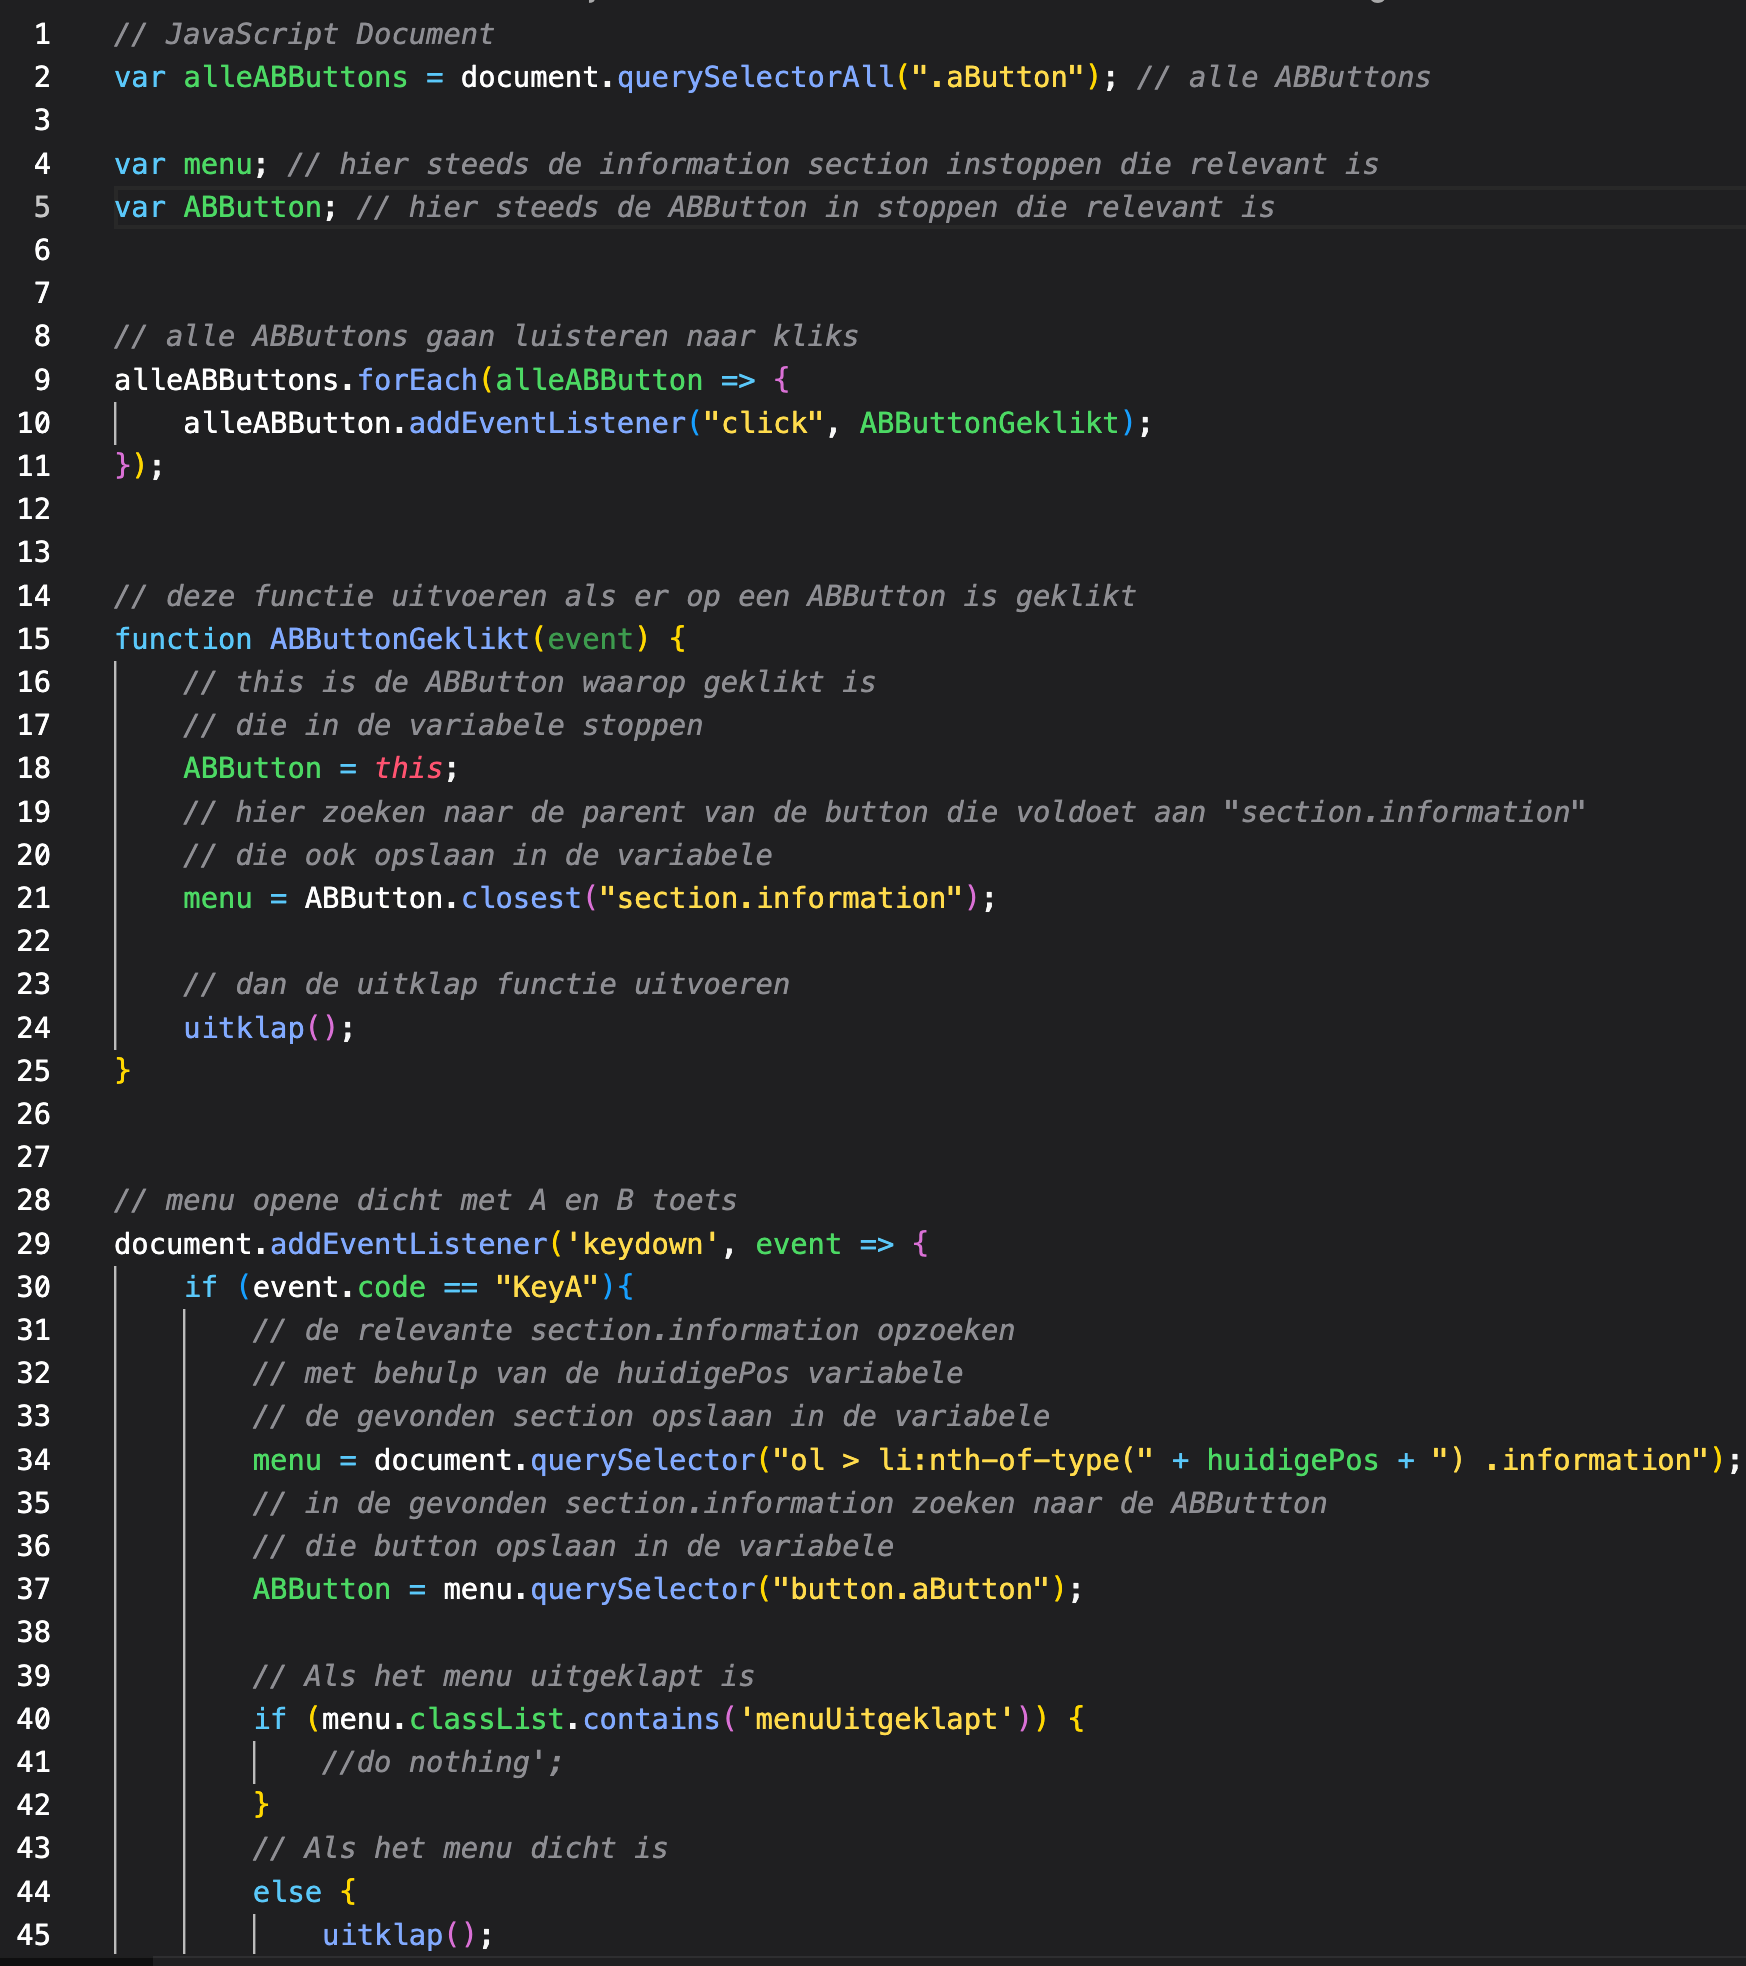 1 // JavaScript Document
2 var alleABButtons = document.querySelectorAll(".aButton"); // alle ABButtons
3
4 var menu; // hier steeds de information section instoppen die relevant is
5 var ABButton; // hier steeds de ABButton in stoppen die relevant is
6
7
8 // alle ABButtons gaan luisteren naar kliks
9 alleABButtons.forEach(alleABButton => {
10     alleABButton.addEventListener("click", ABButtonGeklikt);
11 });
12
13
14 // deze functie uitvoeren als er op een ABButton is geklikt
15 function ABButtonGeklikt(event) {
16     // this is de ABButton waarop geklikt is
17     // die in de variabele stoppen
18     ABButton = this;
19     // hier zoeken naar de parent van de button die voldoet aan "section.information"
20     // die ook opslaan in de variabele
21     menu = ABButton.closest("section.information");
22
23     // dan de uitklap functie uitvoeren
24     uitklap();
25 }
26
27
28 // menu opene dicht met A en B toets
29 document.addEventListener('keydown', event => {
30     if (event.code == "KeyA"){
31         // de relevante section.information opzoeken
32         // met behulp van de huidigePos variabele
33         // de gevonden section opslaan in de variabele
34         menu = document.querySelector("ol > li:nth-of-type(" + huidigePos + ") .information");
35         // in de gevonden section.information zoeken naar de ABButtton
36         // die button opslaan in de variabele
37         ABButton = menu.querySelector("button.aButton");
38
39         // Als het menu uitgeklapt is
40         if (menu.classList.contains('menuUitgeklapt')) {
41             //do nothing';
42         }
43         // Als het menu dicht is
44         else {
45             uitklap();